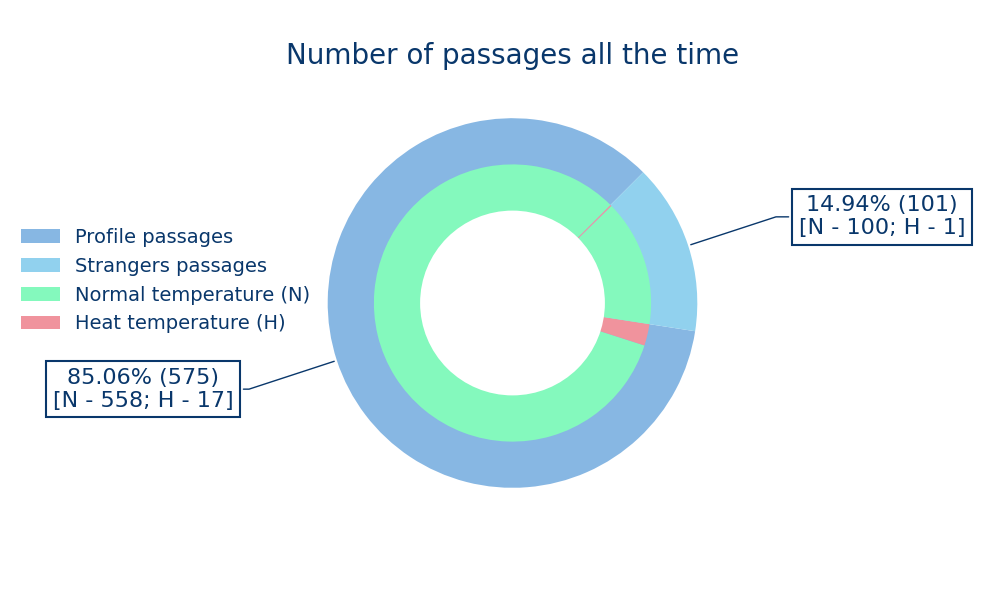 Number of passages all the time
14.94% (101)
[N - 100; H - 1]
Profile passages
Strangers passages
Normal temperature (N)
Heat temperature (H)
85.06% (575)
[N - 558; H - 17]